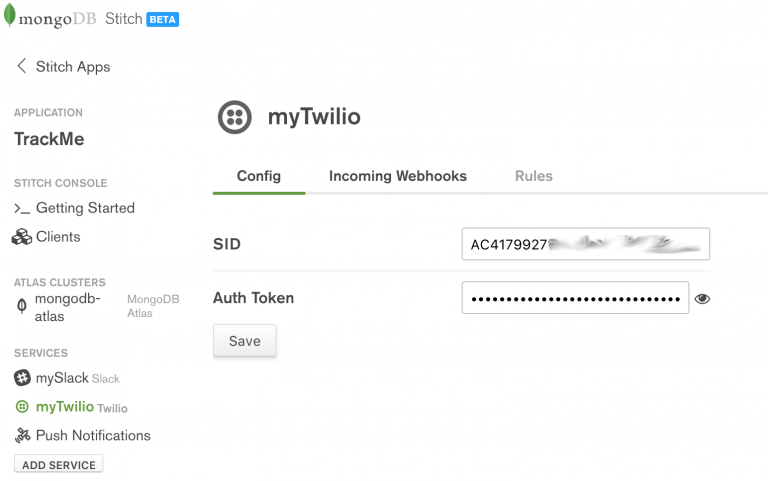 mongoDB Stitch BETA
Stitch Apps
APPLICATION
TrackMe
STITCH CONSOLE
Getting Started
Clients
ATLAS CLUSTERS
mongodb-atlas MongoDB Atlas
SERVICES
mySlack Slack
myTwilio Twilio
Push Notifications
ADD SERVICE
myTwilio
Config Incoming Webhooks Rules
SID AC4179927
Auth Token ••••••••••••••••••••••••••••••
Save